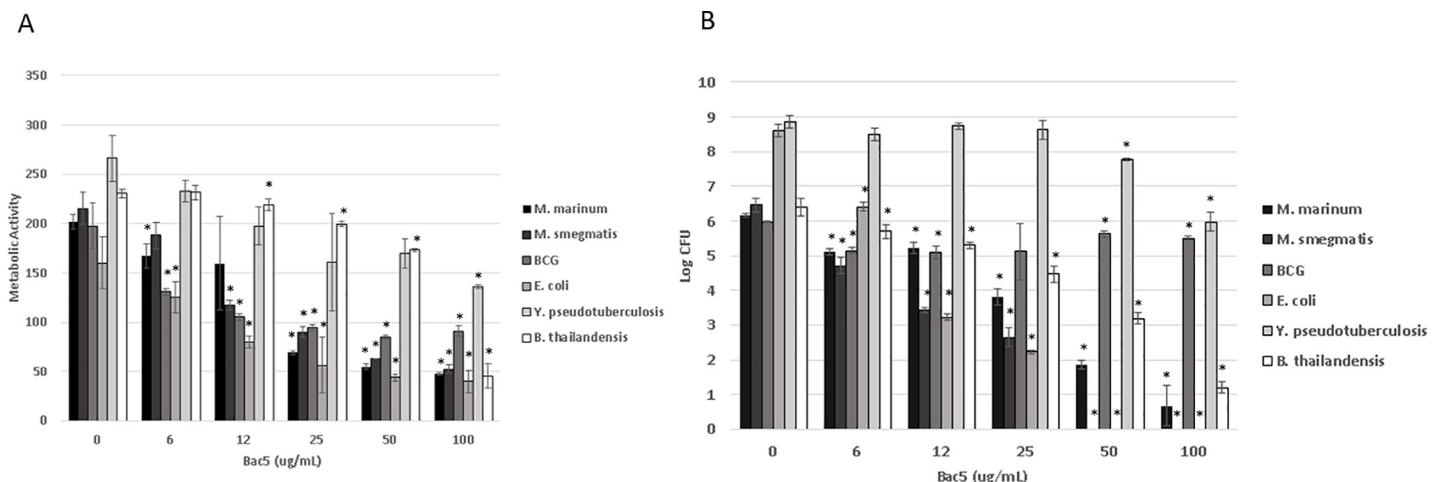 A
350
300
250
200
150
100
50
0
Metabolic Activity
0 6 12 25 50 100
Bac5 (ug/mL)
M. marinum
M. smegmatis
BCG
E. coli
Y. pseudotuberculosis
B. thailandensis
B
10
9
8
7
6
5
4
3
2
1
0
Log CFU
0 6 12 25 50 100
Bac5 (ug/mL)
M. marinum
M. smegmatis
BCG
E. coli
Y. pseudotuberculosis
B. thailandensis